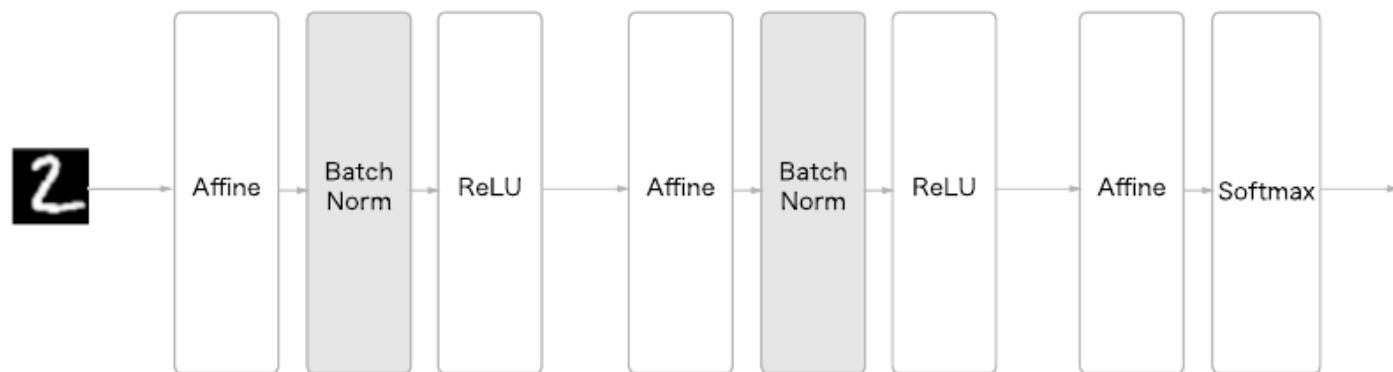 2
Affine
Batch
Norm
ReLU
Affine
Batch
Norm
ReLU
Affine
Softmax